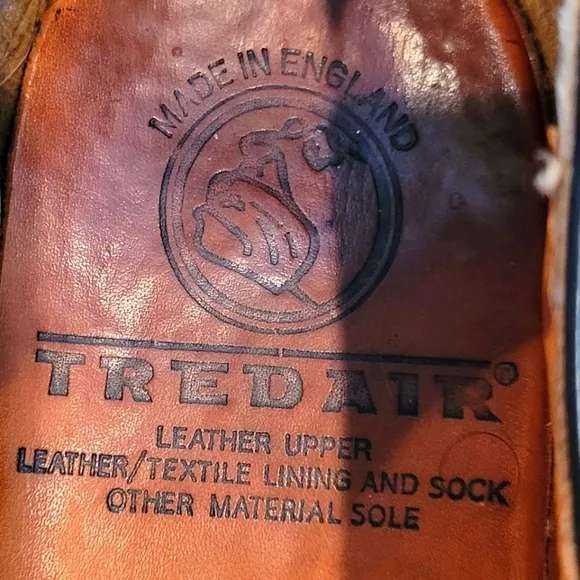 MADE IN ENGLAND
TREDAIR®
LEATHER UPPER
LEATHER/TEXTILE LINING AND SOCK
OTHER MATERIAL SOLE